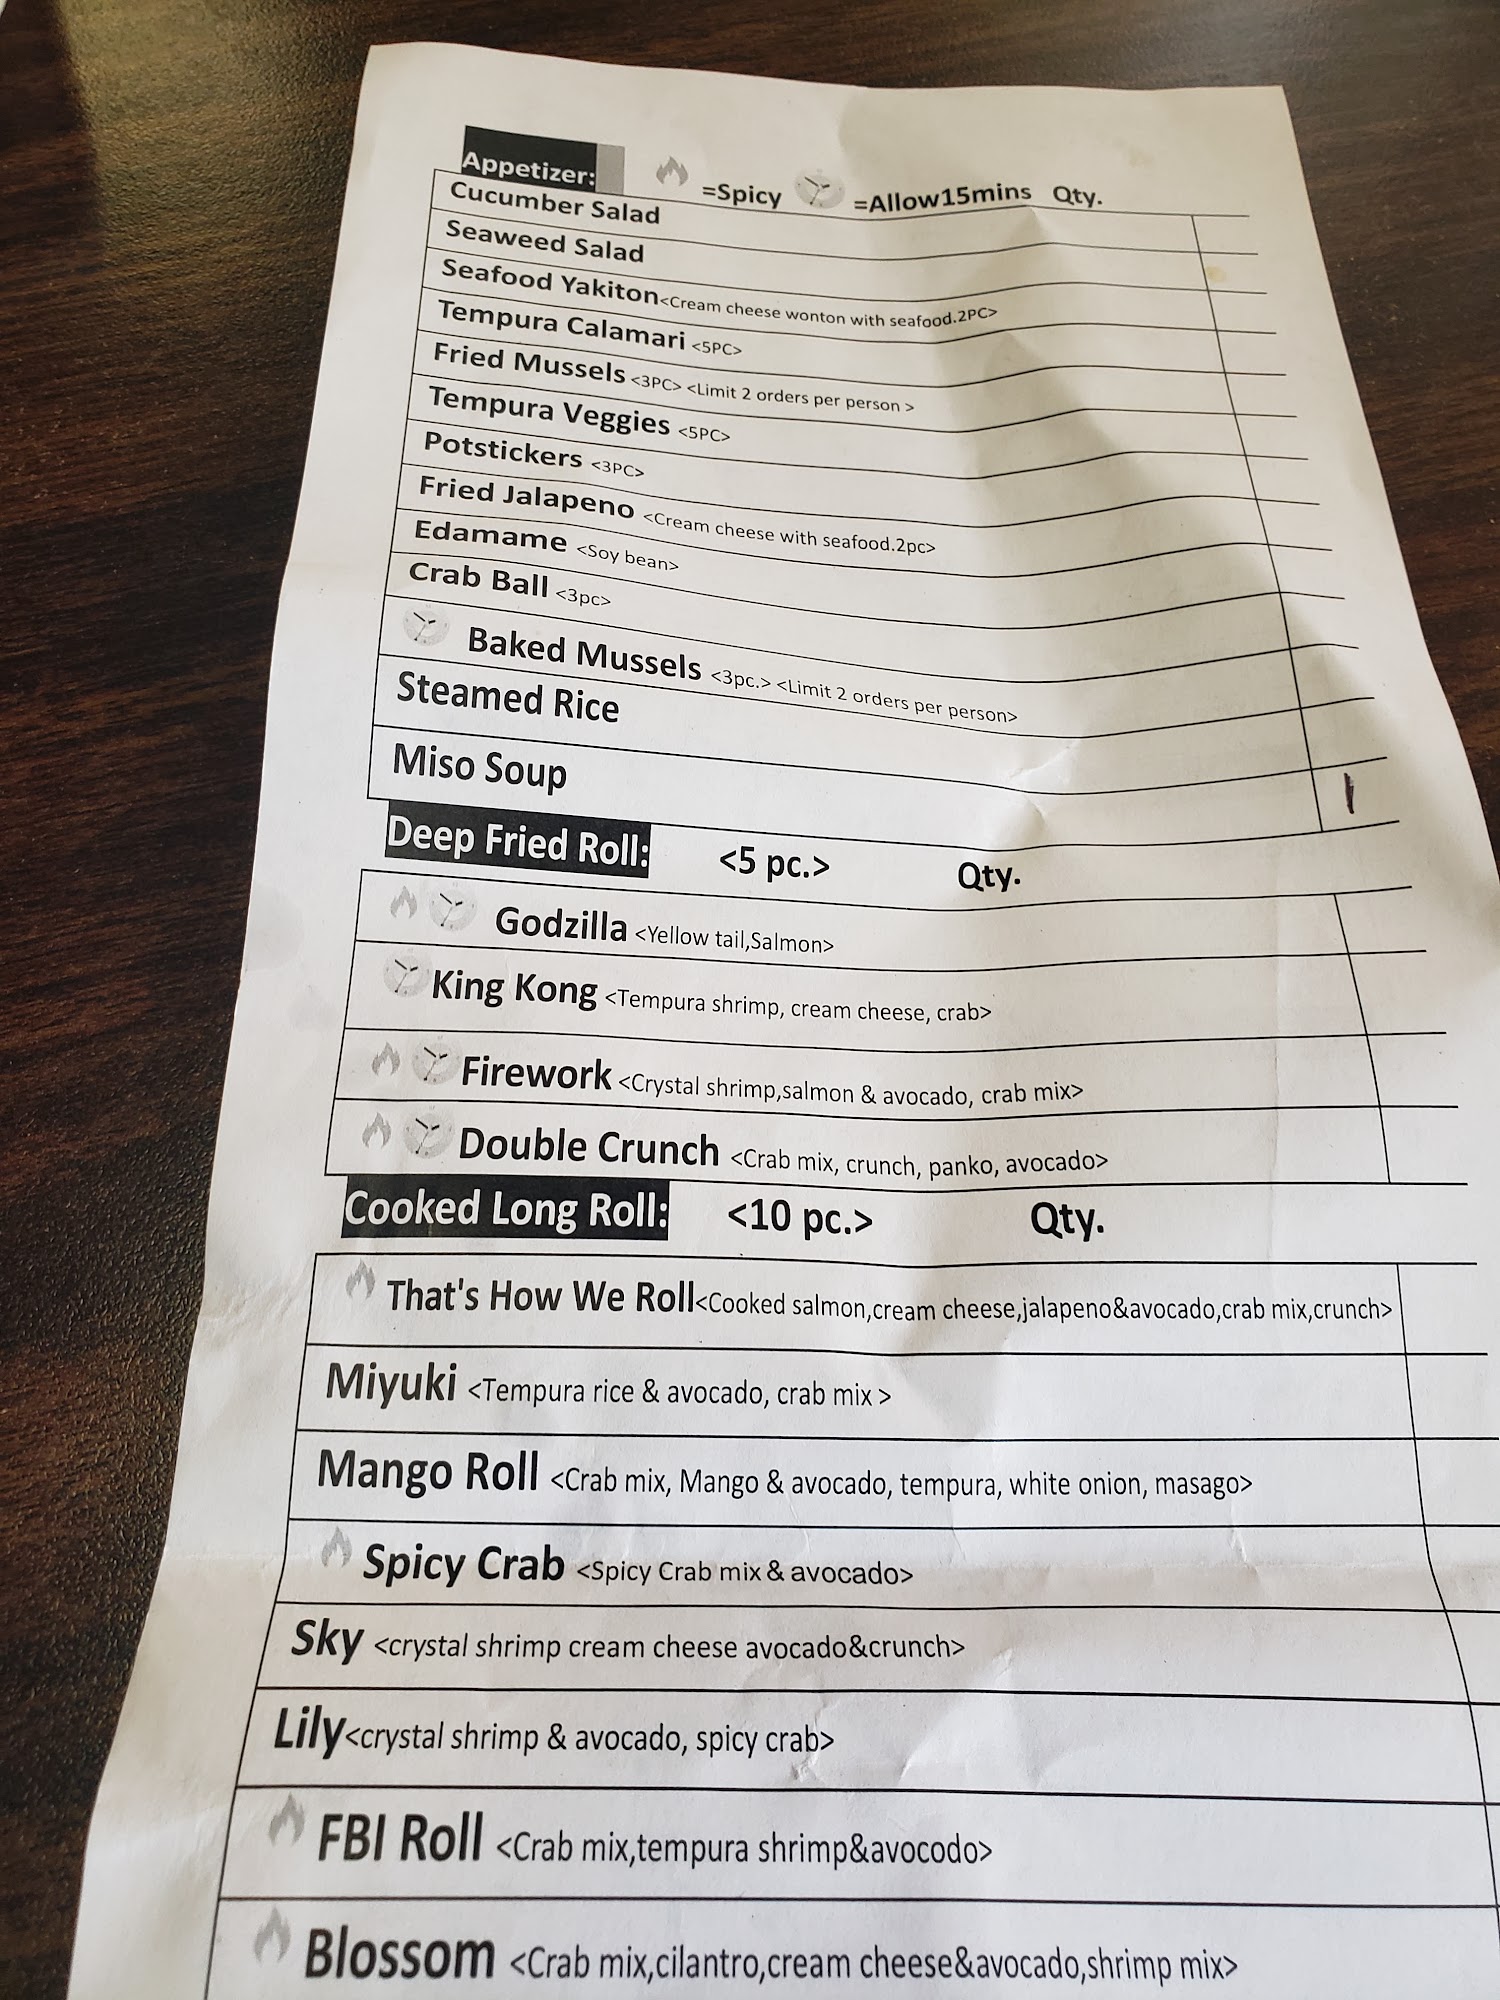 Appetizer: =Spicy =Allow15mins Qty.
Cucumber Salad
Seaweed Salad
Seafood Yakiton<Cream cheese wonton with seafood.2PC>
Tempura Calamari <5PC>
Fried Mussels <3PC> <Limit 2 orders per person >
Tempura Veggies <5PC>
Potstickers <3PC>
Fried Jalapeno <Cream cheese with seafood.2pc>
Edamame <Soy bean>
Crab Ball <3pc>
Baked Mussels <3pc.> <Limit 2 orders per person>
Steamed Rice
Miso Soup 1
Deep Fried Roll: <5 pc.> Qty.
Godzilla <Yellow tail,Salmon>
King Kong <Tempura shrimp, cream cheese, crab>
Firework <Crystal shrimp,salmon & avocado, crab mix>
Double Crunch <Crab mix, crunch, panko, avocado>
Cooked Long Roll: <10 pc.> Qty.
That's How We Roll<Cooked salmon,cream cheese,jalapeno&avocado,crab mix,crunch>
Miyuki <Tempura rice & avocado, crab mix >
Mango Roll <Crab mix, Mango & avocado, tempura, white onion, masago>
Spicy Crab <Spicy Crab mix & avocado>
Sky <crystal shrimp cream cheese avocado&crunch>
Lily<crystal shrimp & avocado, spicy crab>
FBI Roll <Crab mix,tempura shrimp&avocodo>
Blossom <Crab mix,cilantro,cream cheese&avocado,shrimp mix>